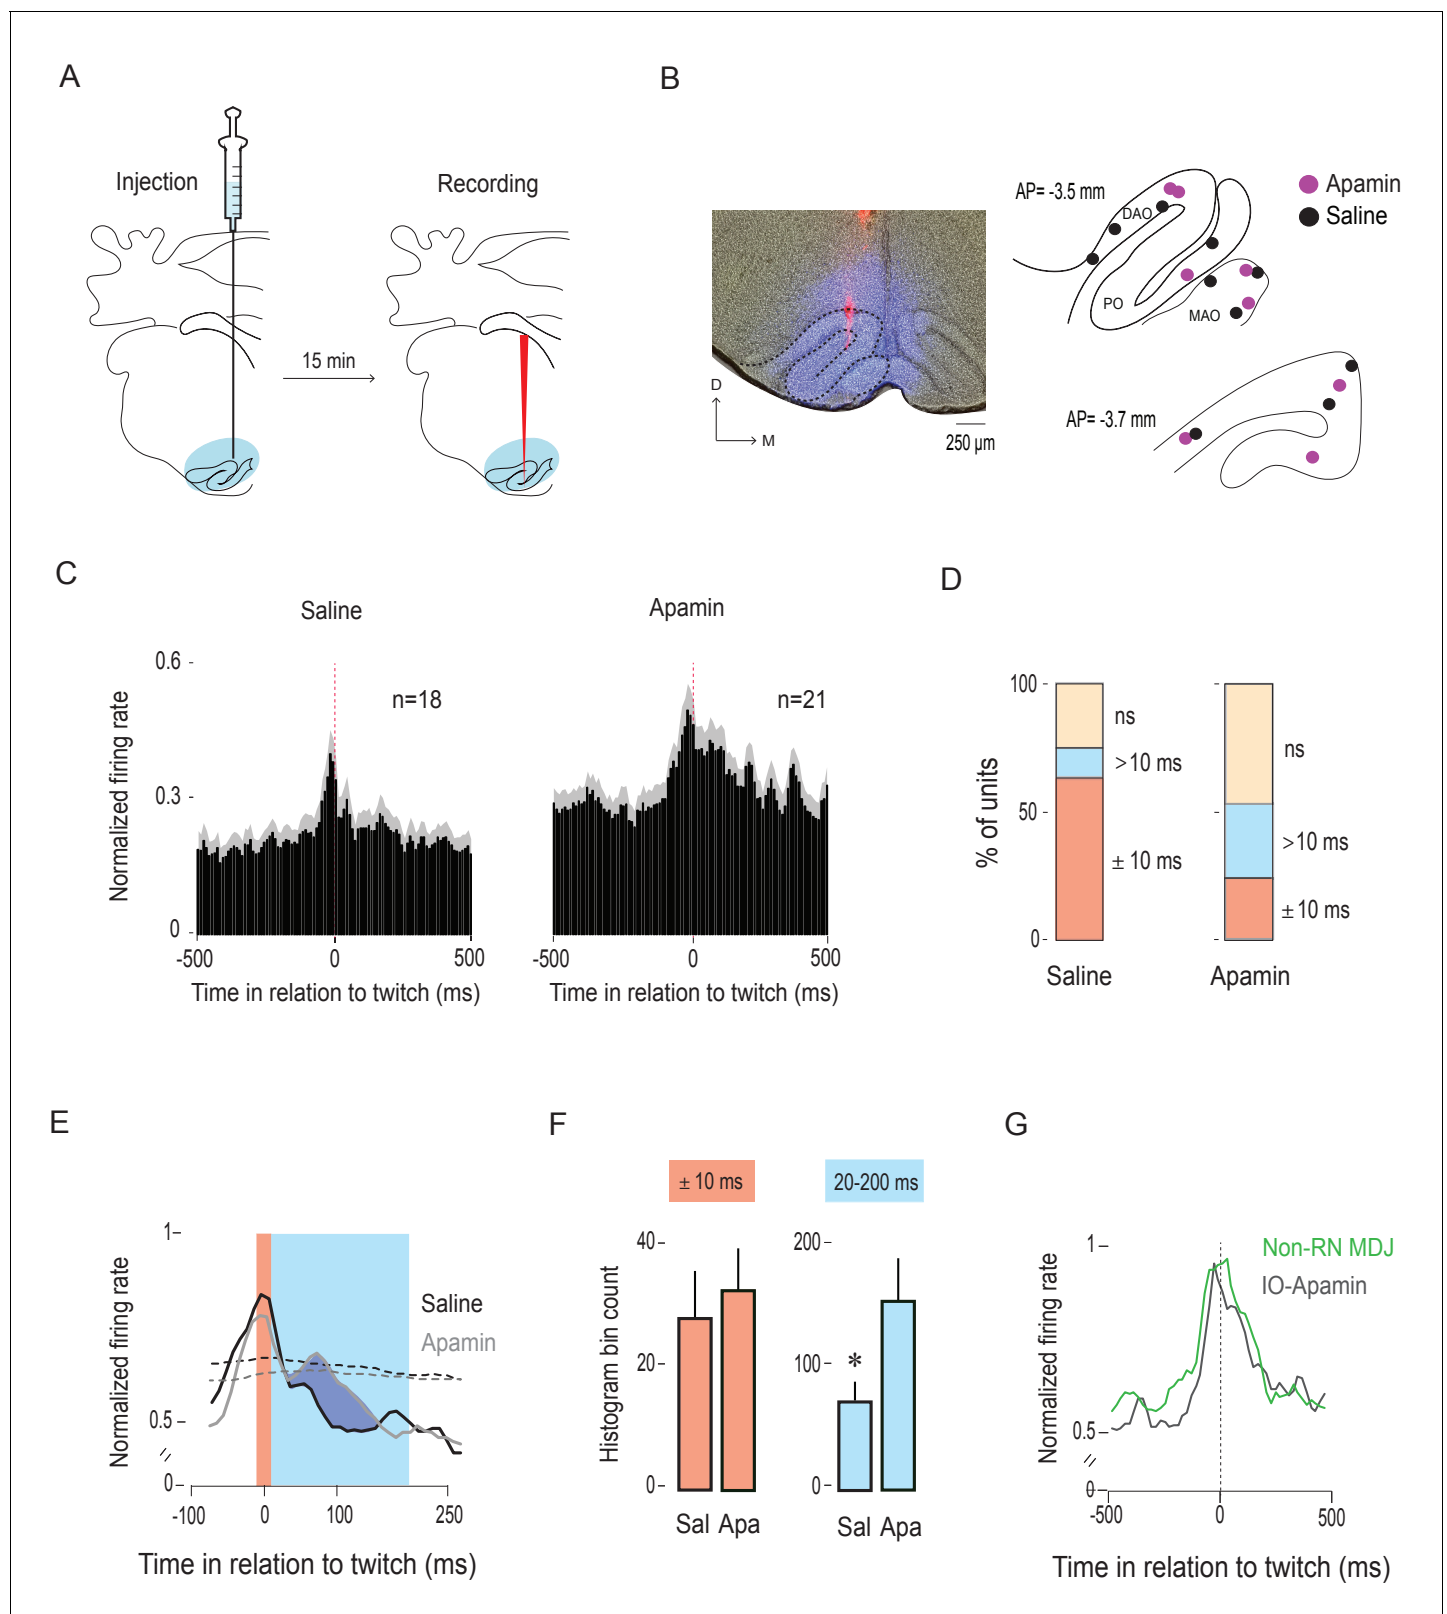 A
Injection
Recording
15 min
B
D
M
250 µm
AP= -3.5 mm
DAO
PO
MAO
Apamin
Saline
AP= -3.7 mm
C
Saline
Apamin
Normalized firing rate
0.6
0.3
0
n=18
n=21
-500
0
500
-500
0
500
Time in relation to twitch (ms)
Time in relation to twitch (ms)
D
% of units
100
50
0
ns
>10 ms
± 10 ms
ns
>10 ms
± 10 ms
Saline
Apamin
E
Normalized firing rate
1
0.5
0
Saline
Apamin
-100
0
100
250
Time in relation to twitch (ms)
F
± 10 ms
20-200 ms
Histogram bin count
40
20
0
200
100
0
*
Sal Apa
Sal Apa
G
Normalized firing rate
1
0.5
0
Non-RN MDJ
IO-Apamin
-500
0
500
Time in relation to twitch (ms)